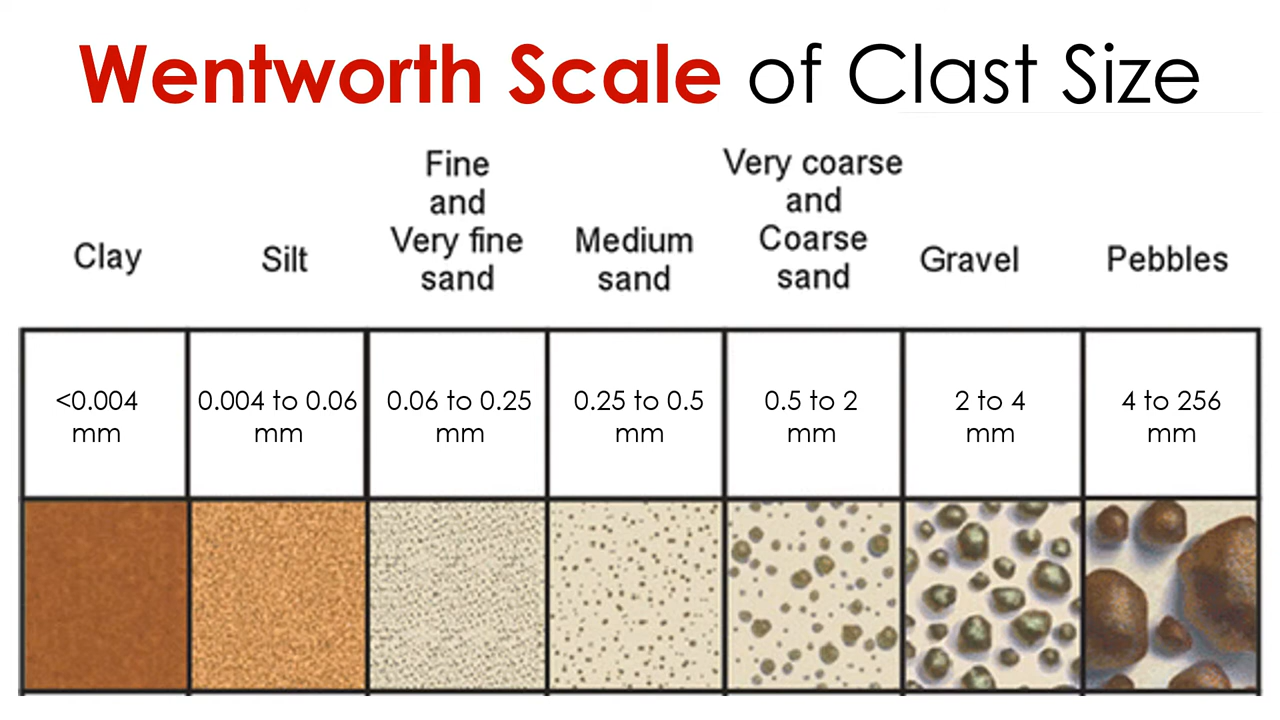 Wentworth Scale of Clast Size
Clay
Silt
Fine
and
Very fine
sand
Medium
sand
Very coarse
and
Coarse
sand
Gravel
Pebbles
<0.004
mm
0.004 to 0.06
mm
0.06 to 0.25
mm
0.25 to 0.5
mm
0.5 to 2
mm
2 to 4
mm
4 to 256
mm